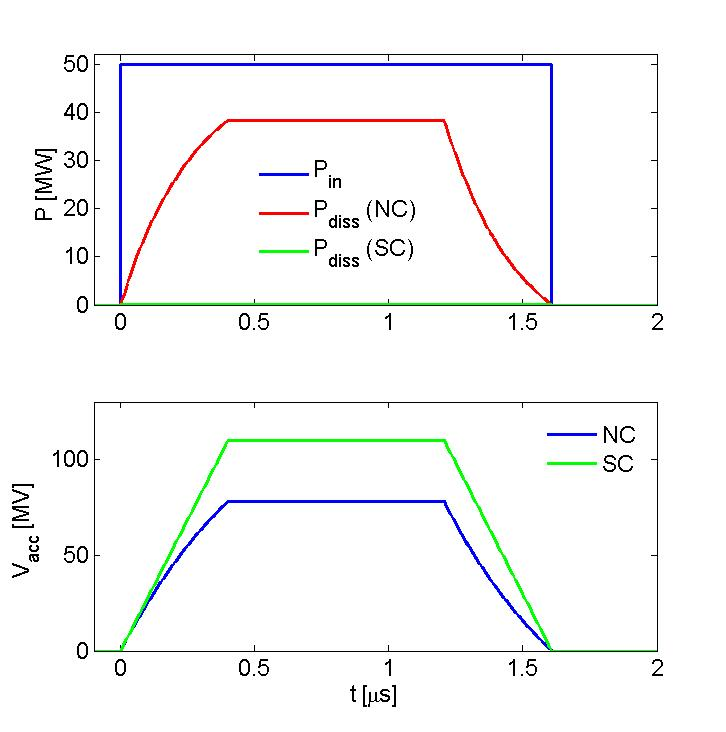 50
40
30
20
10
0
P [MW]
P_in
P_diss (NC)
P_diss (SC)
0 0.5 1 1.5 2
100
50
0
V_acc [MV]
NC
SC
0 0.5 1 1.5 2
t [μs]